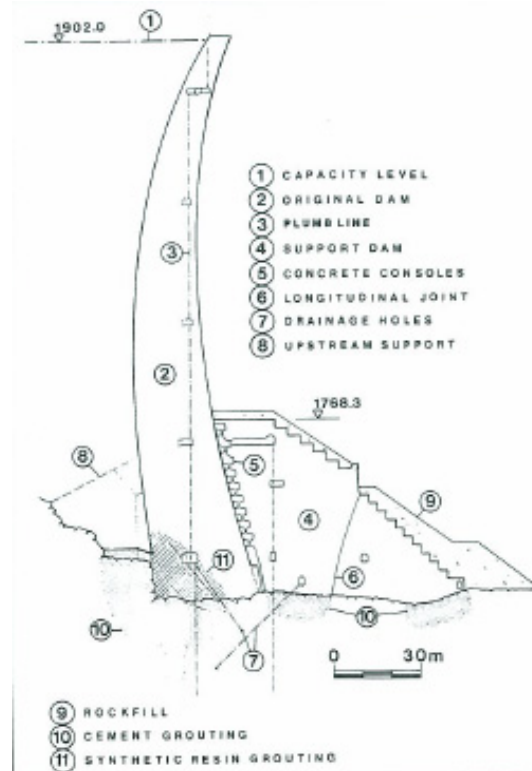 1902.0
1
1 CAPACITY LEVEL
2 ORIGINAL DAM
3 PLUMBLINE
4 SUPPORT DAM
5 CONCRETE CONSOLES
6 LONGITUDINAL JOINT
7 DRAINAGE HOLES
8 UPSTREAM SUPPORT
3
2
1768.3
8
5
9
4
11
6
10
10
7
0 30m
9 ROCKFILL
10 CEMENT GROUTING
11 SYNTHETIC RESIN GROUTING